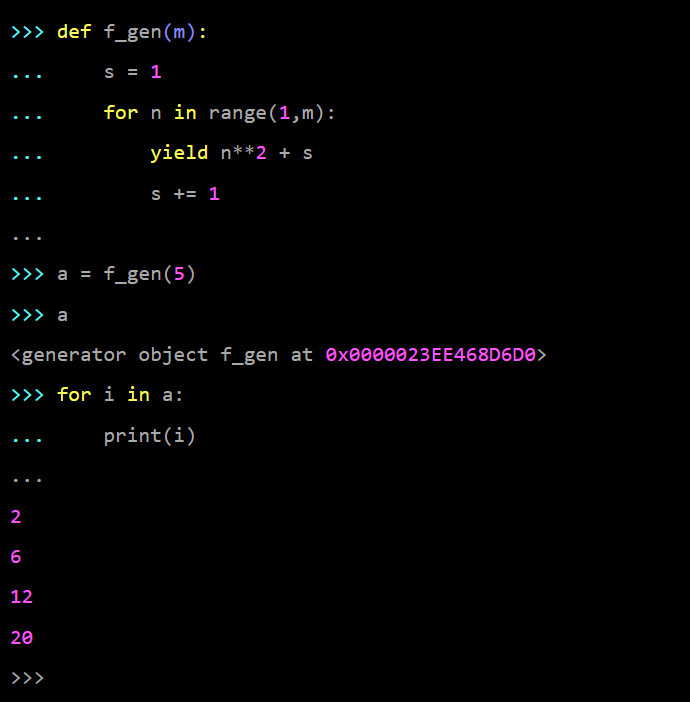 >>> def f_gen(m):
...     s = 1
...     for n in range(1,m):
...         yield n**2 + s
...         s += 1
...
>>> a = f_gen(5)
>>> a
<generator object f_gen at 0x0000023EE468D6D0>
>>> for i in a:
...     print(i)
...
2
6
12
20
>>>